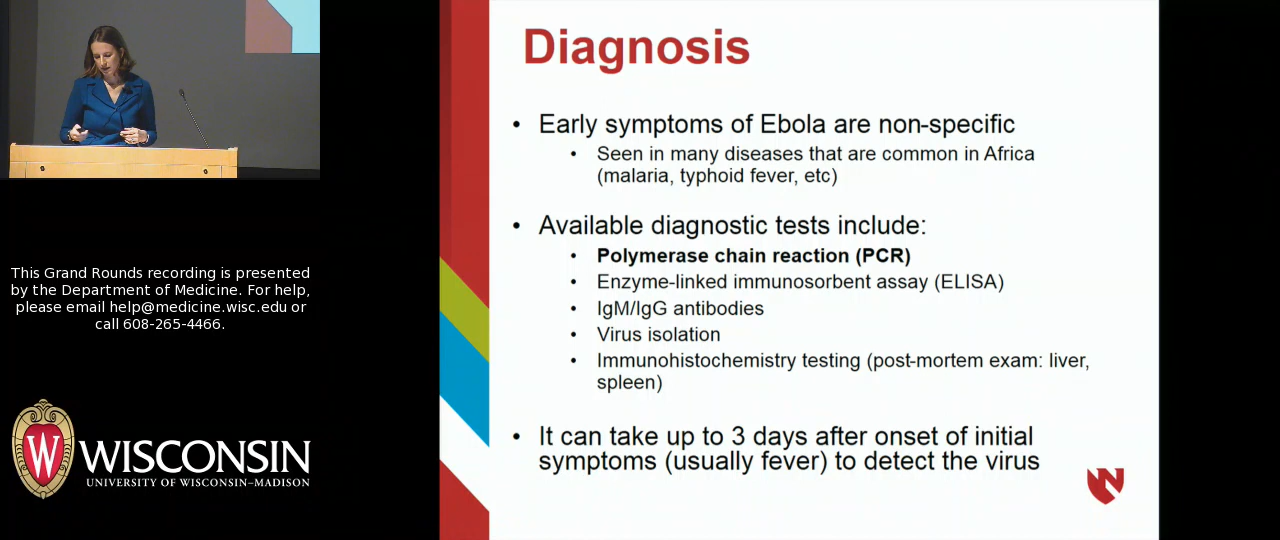 Diagnosis
• Early symptoms of Ebola are non-specific
• Seen in many diseases that are common in Africa
(malaria, typhoid fever, etc)
• Available diagnostic tests include:
• Polymerase chain reaction (PCR)
• Enzyme-linked immunosorbent assay (ELISA)
• IgM/IgG antibodies
• Virus isolation
• Immunohistochemistry testing (post-mortem exam: liver,
spleen)
• It can take up to 3 days after onset of initial
symptoms (usually fever) to detect the virus
N
This Grand Rounds recording is presented
by the Department of Medicine. For help,
please email help@medicine.wisc.edu or
call 608-265-4466.
W
WISCONSIN
UNIVERSITY OF WISCONSIN–MADISON